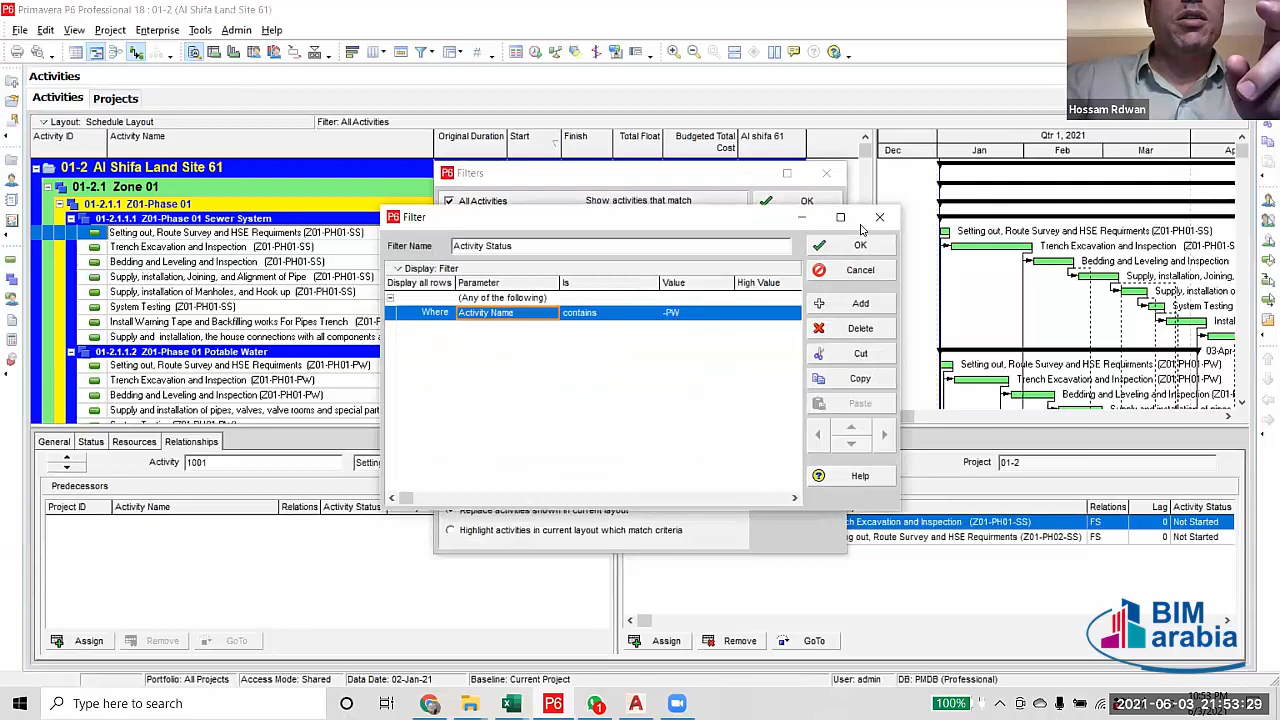 Primavera P6 Professional 18 : 01-2 (Al Shifa Land Site 61)
File Edit View Project Enterprise Tools Admin Help
Hossam Rdwan
Activities
Activities Projects
Layout: Schedule Layout Filter: All Activities
Activity ID Activity Name Original Duration Start Finish Total Float Budgeted Total Cost Al shifa 61
Qtr 1, 2021
Dec Jan Feb Mar
01-2 Al Shifa Land Site 61
01-2.1 Zone 01
01-2.1.1 Z01-Phase 01
01-2.1.1.1 Z01-Phase 01 Sewer System
Setting out, Route Survey and HSE Requirments (Z01-PH01-SS)
Trench Excavation and Inspection (Z01-PH01-SS)
Bedding and Leveling and Inspection (Z01-PH01-SS)
Supply, installation, Joining, and Alignment of Pipe (Z01-PH01-SS)
Supply, installation of Manholes, and Hook up (Z01-PH01-SS)
System Testing (Z01-PH01-SS)
Install Warning Tape and Backfilling works For Pipes Trench (Z01-PH01-SS)
Supply and installation, the house connections with all components a
01-2.1.1.2 Z01-Phase 01 Potable Water
Setting out, Route Survey and HSE Requirments (Z01-PH01-PW)
Trench Excavation and Inspection (Z01-PH01-PW)
Bedding and Leveling and Inspection (Z01-PH01-PW)
Supply and installation of pipes, valves, valve rooms and special part
Filters
All Activities Show activities that match OK
Filter
Filter Name Activity Status
Display: Filter
Display all rows Parameter Is Value High Value
(Any of the following)
Where Activity Name contains -PW
OK
Cancel
Add
Delete
Cut
Copy
Paste
Help
Replace activities shown in current layout
Highlight activities in current layout which match criteria
Setting out, Route Survey and HSE Requirments (Z01-PH01-SS)
Trench Excavation and Inspection (Z01-PH01
Bedding and Leveling and Inspection
Supply, installation, Joining,
Supply, installation o
System Testing
Instal
03-Apr
Setting out, Route Survey and HSE Requirments (Z01-PH01-PW)
Trench Excavation and Inspection (Z01-PH01-PW)
Bedding and Leveling and Inspection (Z01
General Status Resources Relationships
Activity 1001 Setting Project 01-2
Predecessors
Project ID Activity Name Relations Activity Status
Relations Lag Activity Status
ch Excavation and Inspection (Z01-PH01-SS) FS 0 Not Started
g out, Route Survey and HSE Requirments (Z01-PH02-SS) FS 0 Not Started
Assign Remove GoTo
Assign Remove GoTo
BIM
arabia
Portfolio: All Projects Access Mode: Shared Data Date: 02-Jan-21 Baseline: Current Project User: admin DB: PMDB (Professional)
Type here to search
100%
2021-06-03 21:53:29